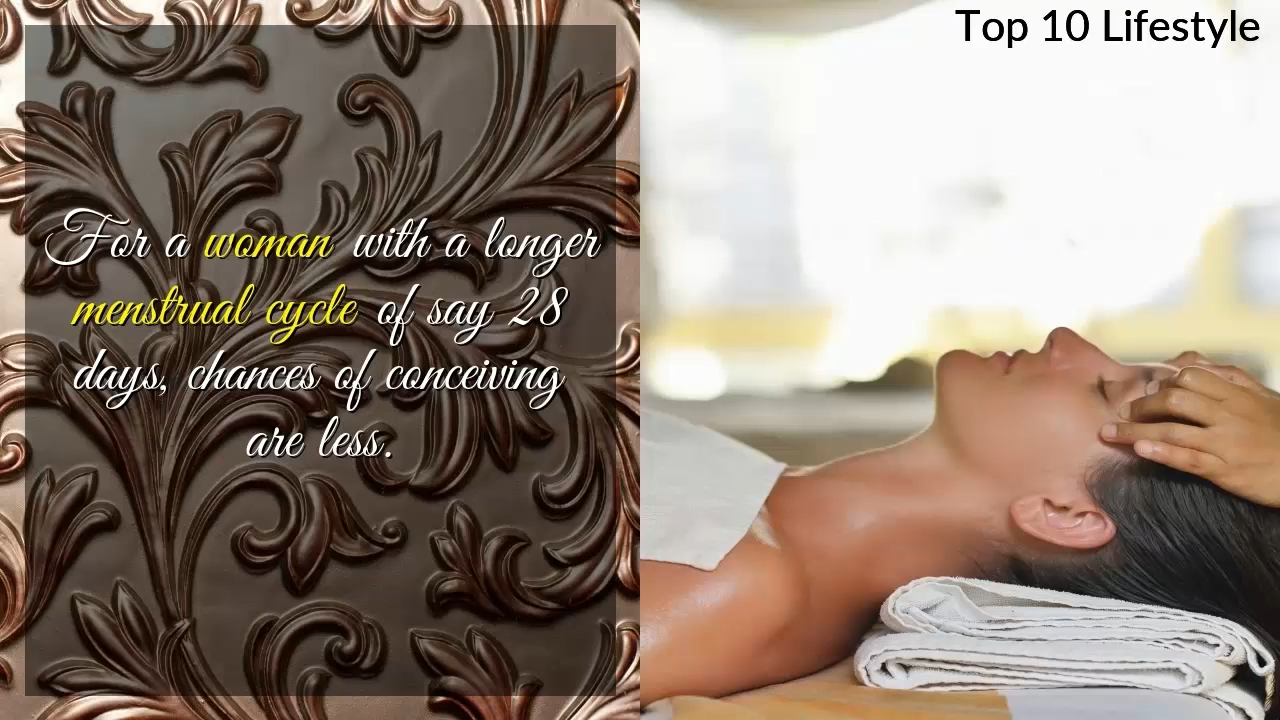 Top 10 Lifestyle
For a woman with a longer
menstrual cycle of say 28
days, chances of conceiving
are less.